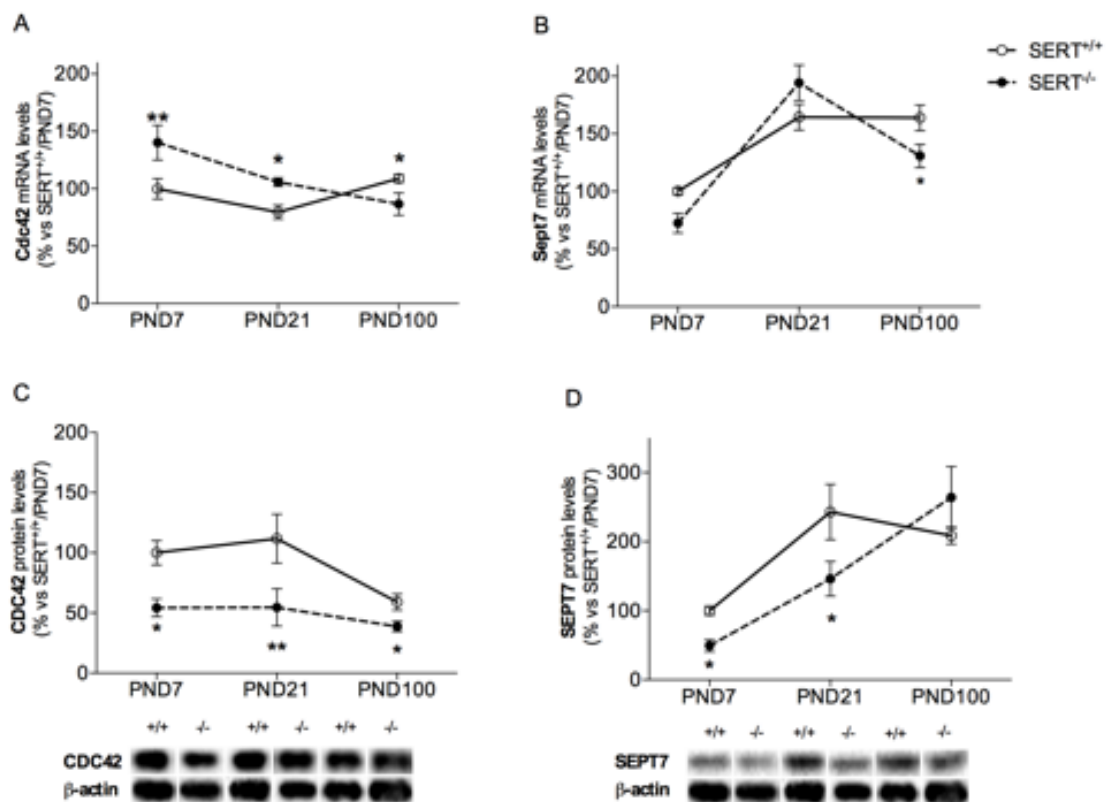 A
B
SERT+/+
SERT-/-
Cdc42 mRNA levels
(% vs SERT+/+/PND7)
200
150
100
50
0
**
*
*
PND7 PND21 PND100
Sept7 mRNA levels
(% vs SERT+/+/PND7)
200
150
100
50
0
*
PND7 PND21 PND100
C
D
CDC42 protein levels
(% vs SERT+/+/PND7)
200
150
100
50
0
*
**
*
PND7 PND21 PND100
+/+ -/- +/+ -/- +/+ -/-
CDC42
β-actin
SEPT7 protein levels
(% vs SERT+/+/PND7)
300
200
100
0
*
*
PND7 PND21 PND100
+/+ -/- +/+ -/- +/+ -/-
SEPT7
β-actin